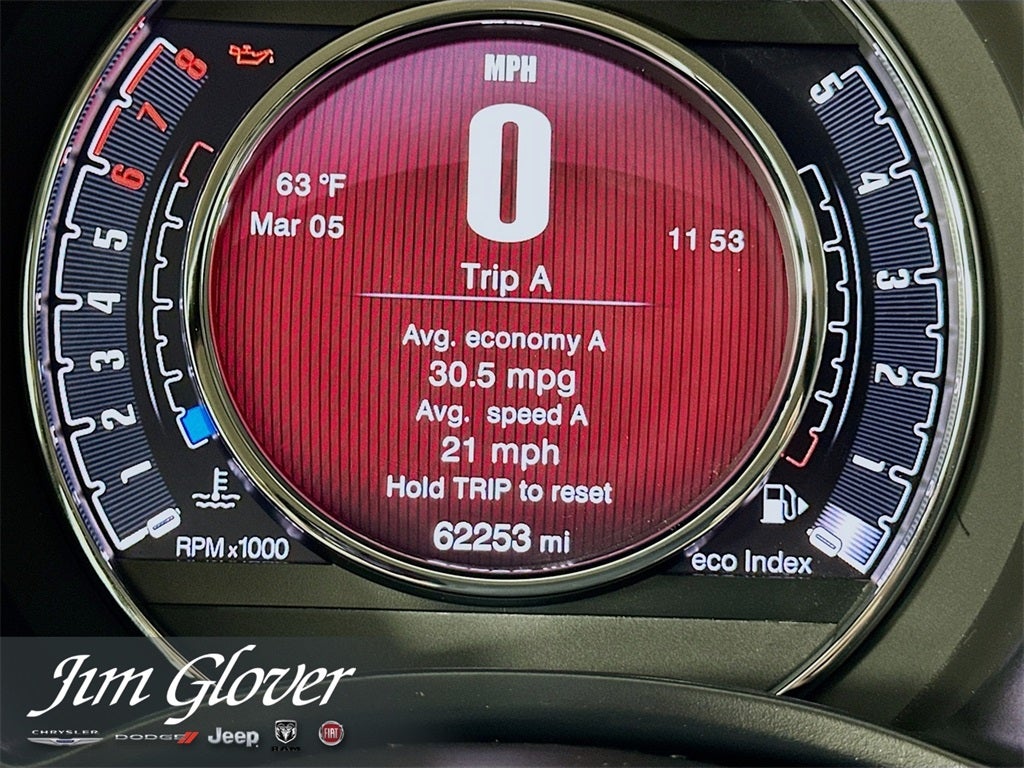 MPH
0
63 °F
Mar 05
11 53
Trip A
Avg. economy A
30.5 mpg
Avg. speed A
21 mph
Hold TRIP to reset
62253 mi
8
7
6
5
4
3
2
1
0
RPM x1000
5
4
3
2
1
0
eco Index
Jim Glover
CHRYSLER DODGE Jeep RAM FIAT